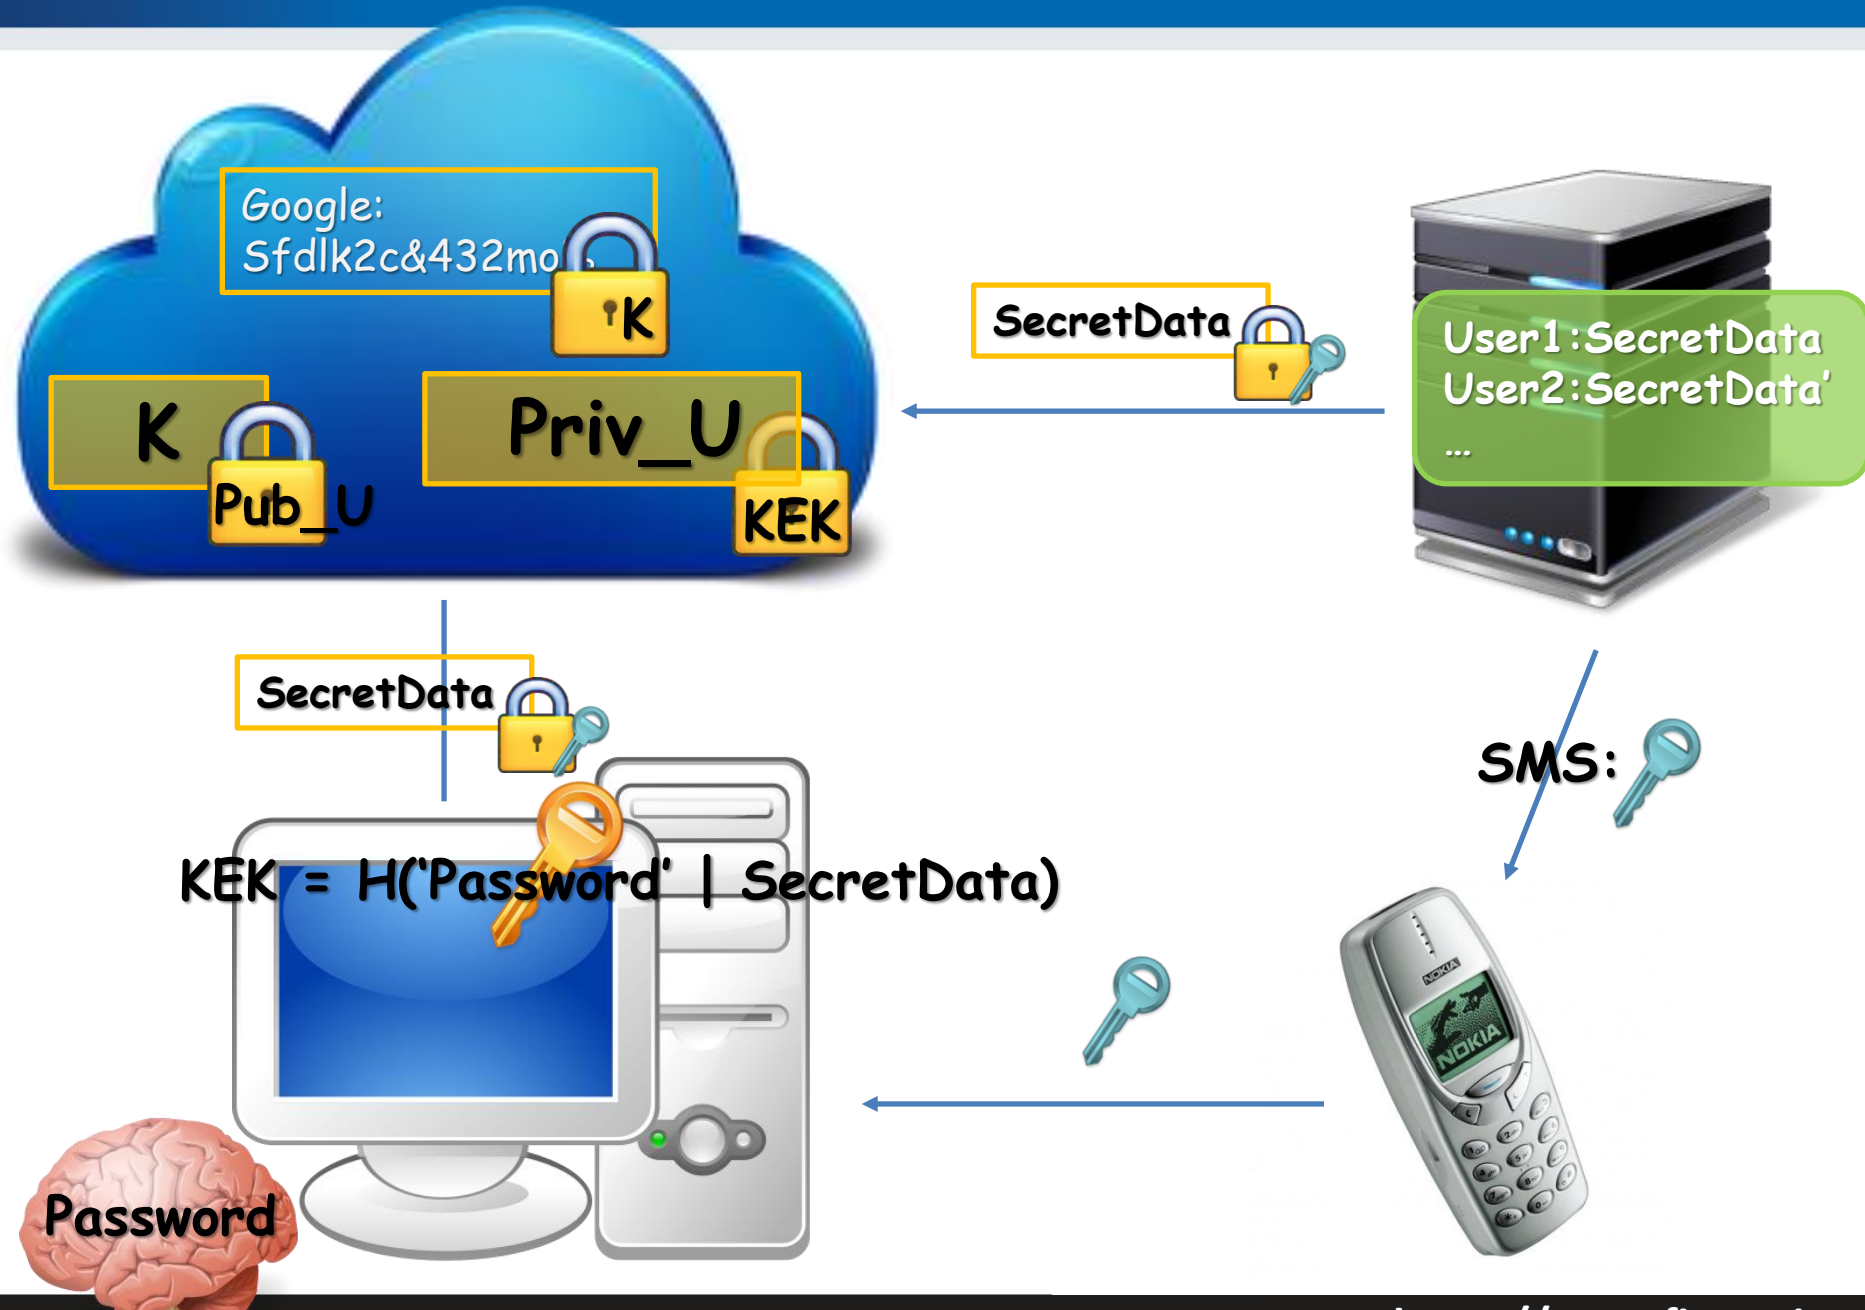 Google:
Sfdlk2c&432mo
K
K
Pub_U
Priv_U
KEK
SecretData
User1:SecretData
User2:SecretData’
…
SecretData
SMS:
KEK = H(‘Password’ | SecretData)
NOKIA
NOKIA
Password